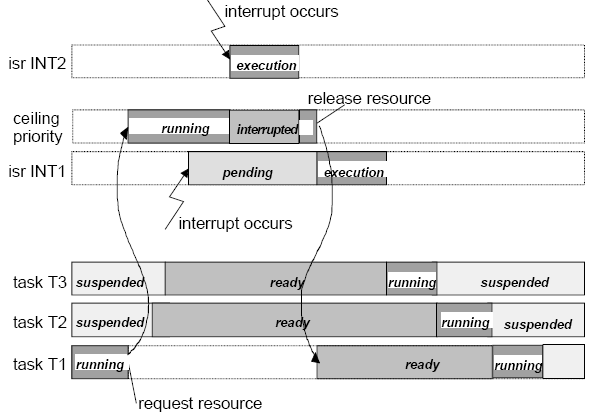 interrupt occurs
isr INT2
execution
release resource
ceiling
priority
running
interrupted
isr INT1
pending
execution
interrupt occurs
task T3
suspended
ready
running
suspended
task T2
suspended
ready
running
suspended
task T1
running
ready
running
request resource